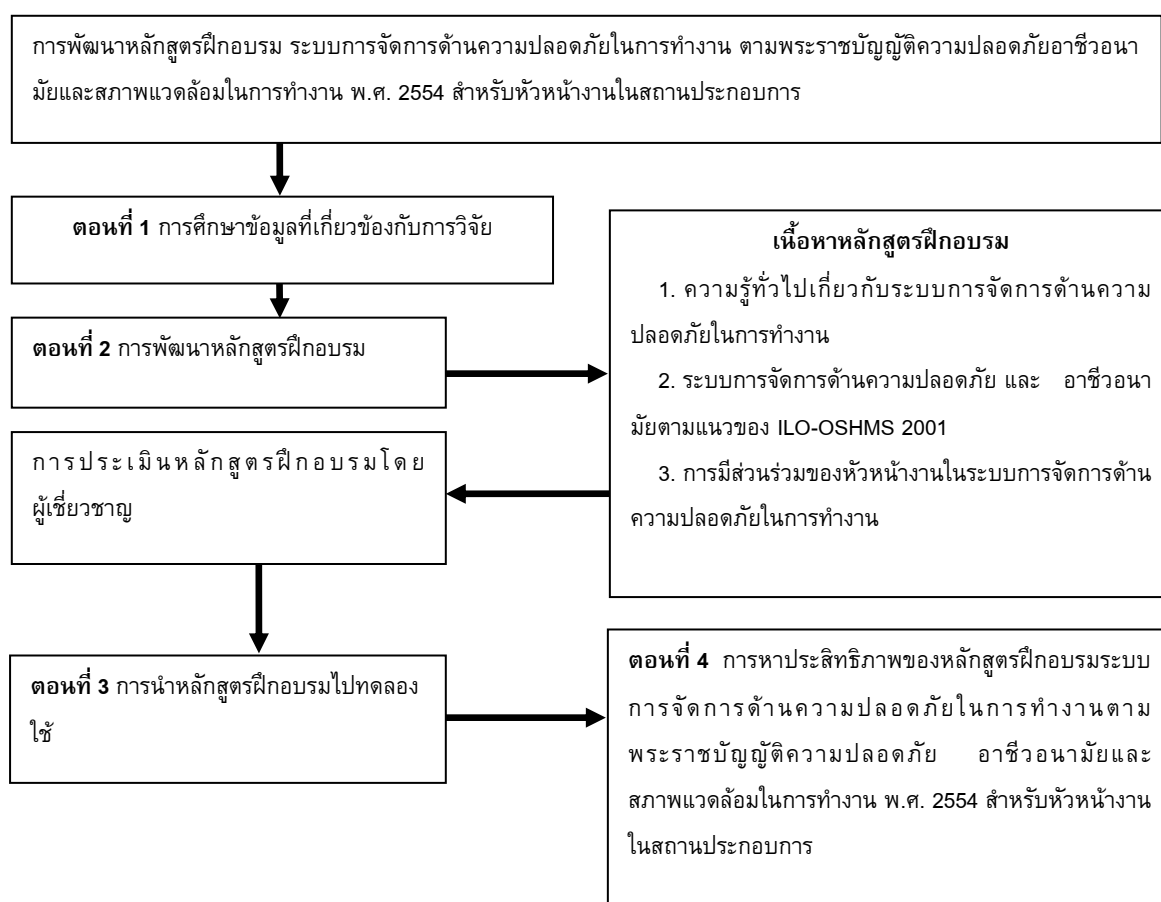 การพัฒนาหลักสูตรฝึกอบรม ระบบการจัดการด้านความปลอดภัยในการทำงาน ตามพระราชบัญญัติความปลอดภัยอาชีวอนา
มัยและสภาพแวดล้อมในการทำงาน พ.ศ. 2554 สำหรับหัวหน้างานในสถานประกอบการ
ตอนที่ 1 การศึกษาข้อมูลที่เกี่ยวข้องกับการวิจัย
ตอนที่ 2 การพัฒนาหลักสูตรฝึกอบรม
เนื้อหาหลักสูตรฝึกอบรม
1. ความรู้ทั่วไปเกี่ยวกับระบบการจัดการด้านความ
ปลอดภัยในการทำงาน
2. ระบบการจัดการด้านความปลอดภัย และ อาชีวอนา
มัยตามแนวของ ILO-OSHMS 2001
3. การมีส่วนร่วมของหัวหน้างานในระบบการจัดการด้าน
ความปลอดภัยในการทำงาน
การประเมินหลักสูตรฝึกอบรมโดย
ผู้เชี่ยวชาญ
ตอนที่ 3 การนำหลักสูตรฝึกอบรมไปทดลอง
ใช้
ตอนที่ 4 การหาประสิทธิภาพของหลักสูตรฝึกอบรมระบบ
การจัดการด้านความปลอดภัยในการทำงานตาม
พระราชบัญญัติความปลอดภัย อาชีวอนามัยและ
สภาพแวดล้อมในการทำงาน พ.ศ. 2554 สำหรับหัวหน้างาน
ในสถานประกอบการ